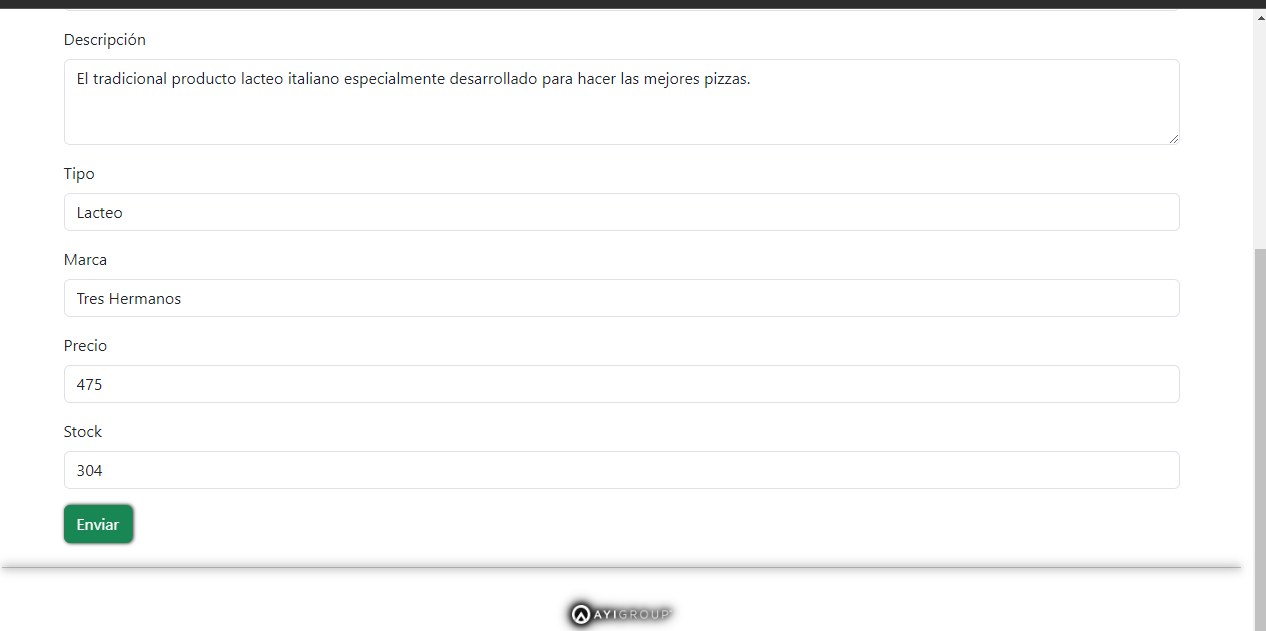 Descripción
El tradicional producto lacteo italiano especialmente desarrollado para hacer las mejores pizzas.
Tipo
Lacteo
Marca
Tres Hermanos
Precio
475
Stock
304
Enviar
AYIGROUP